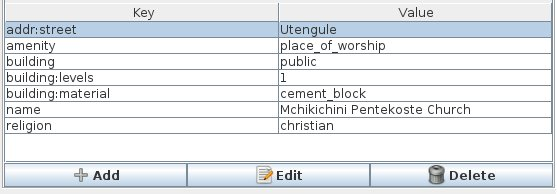 Key Value
addr:street Utengule
amenity place_of_worship
building public
building:levels 1
building:material cement_block
name Mchikichini Pentekoste Church
religion christian
Add Edit Delete